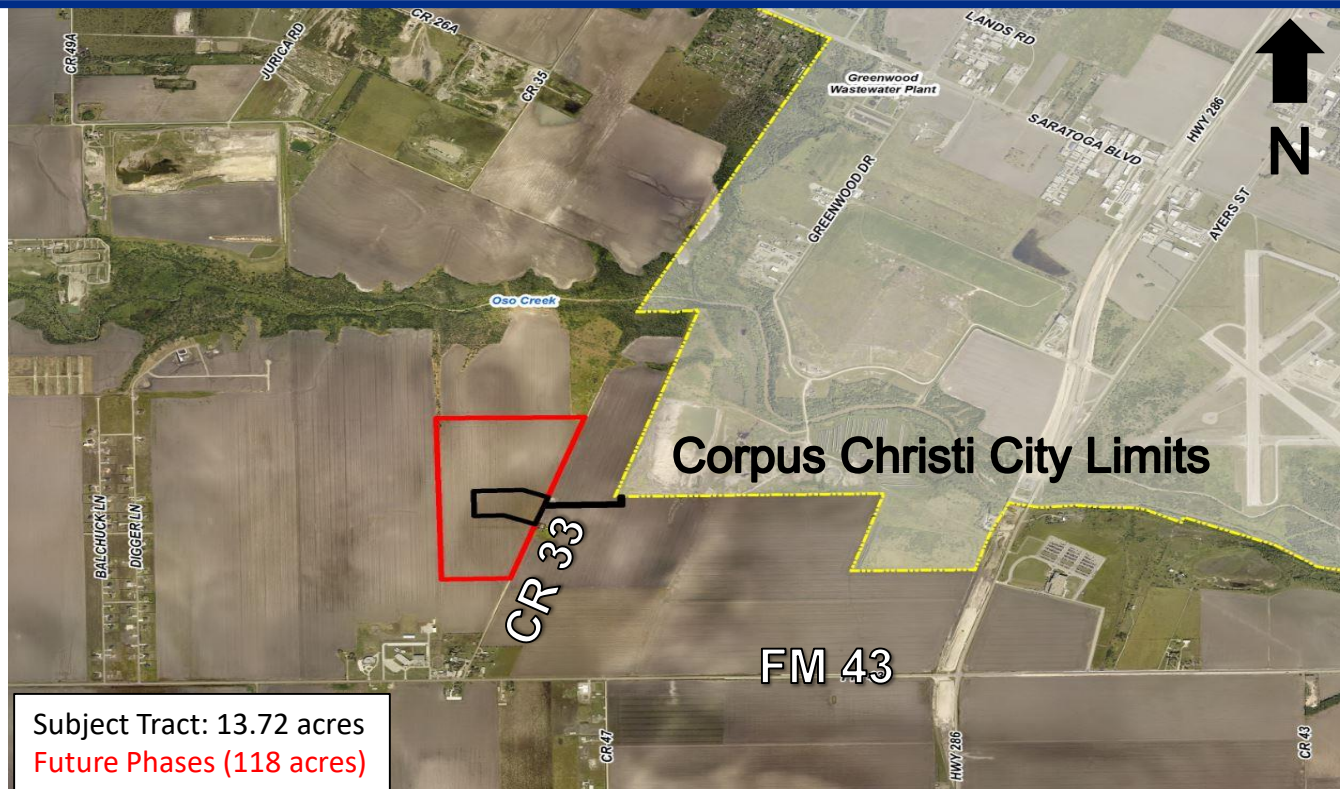 CR 26A
LANDS RD
CR 49A
JURICA RD
CR 35
Greenwood
Wastewater Plant
HWY 286
N
SARATOGA BLVD
GREENWOOD DR
AYERS ST
Oso Creek
Corpus Christi City Limits
BALCHUCK LN
DIGGER LN
CR 33
FM 43
Subject Tract: 13.72 acres
Future Phases (118 acres)
CR 47
HWY 286
CR 43